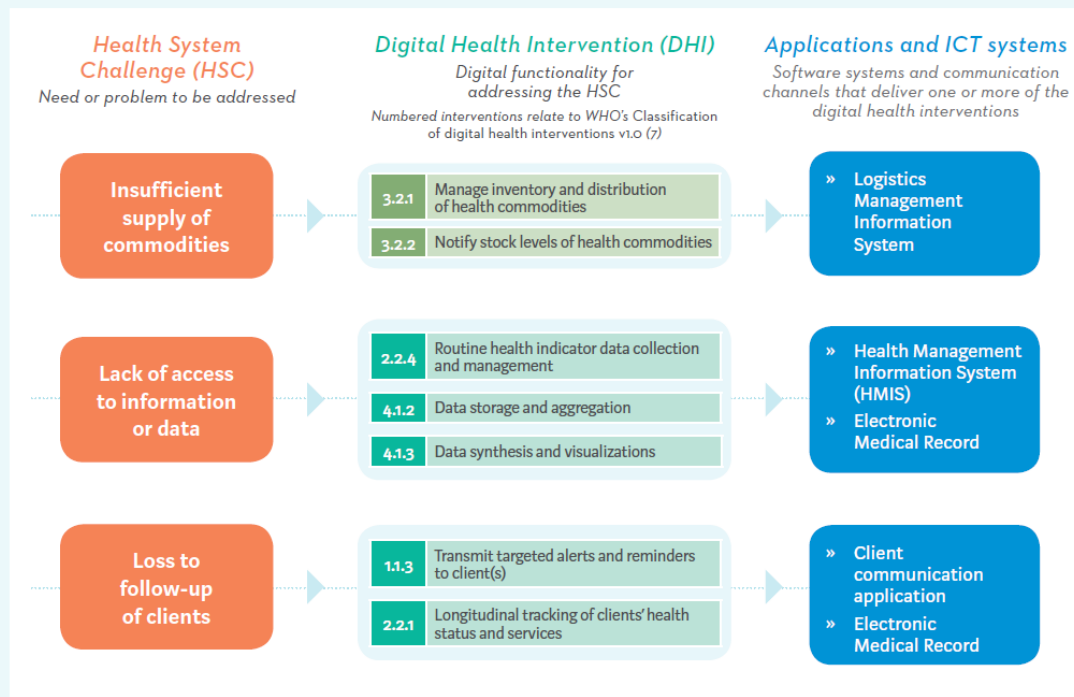 Health System
Challenge (HSC)
Need or problem to be addressed
Digital Health Intervention (DHI)
Digital functionality for
addressing the HSC
Numbered interventions relate to WHO's Classification
of digital health interventions v1.0 (7)
Applications and ICT systems
Software systems and communication
channels that deliver one or more of the
digital health interventions
Insufficient
supply of
commodities
3.2.1 Manage inventory and distribution
of health commodities
3.2.2 Notify stock levels of health commodities
» Logistics
Management
Information
System
Lack of access
to information
or data
2.2.4 Routine health indicator data collection
and management
4.1.2 Data storage and aggregation
4.1.3 Data synthesis and visualizations
» Health Management
Information System
(HMIS)
» Electronic
Medical Record
Loss to
follow-up
of clients
1.1.3 Transmit targeted alerts and reminders
to client(s)
2.2.1 Longitudinal tracking of clients' health
status and services
» Client
communication
application
» Electronic
Medical Record